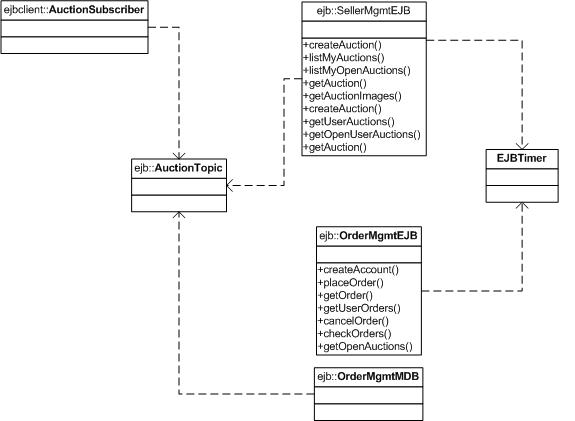 ejbclient::AuctionSubscriber
ejb::SellerMgmtEJB
+createAuction()
+listMyAuctions()
+listMyOpenAuctions()
+getAuction()
+getAuctionImages()
+createAuction()
+getUserAuctions()
+getOpenUserAuctions()
+getAuction()
ejb::AuctionTopic
EJBTimer
ejb::OrderMgmtEJB
+createAccount()
+placeOrder()
+getOrder()
+getUserOrders()
+cancelOrder()
+checkOrders()
+getOpenAuctions()
ejb::OrderMgmtMDB